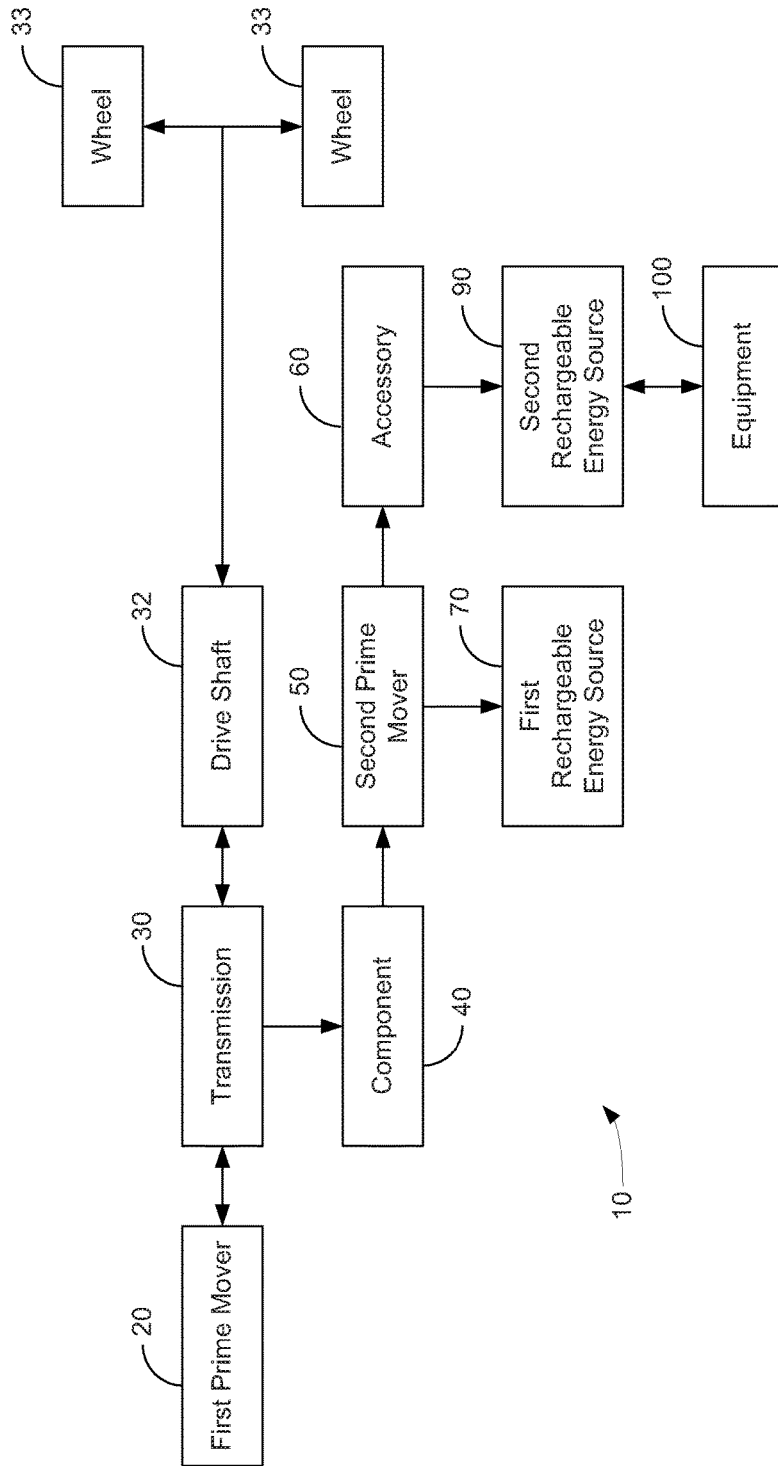 20
First Prime Mover
30
Transmission
32
Drive Shaft
33
Wheel
33
Wheel
40
Component
50
Second Prime
Mover
60
Accessory
70
First
Rechargeable
Energy Source
90
Second
Rechargeable
Energy Source
100
Equipment
10